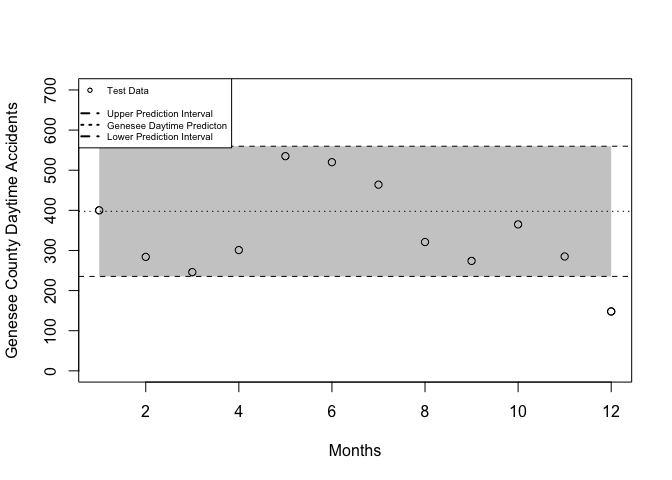 Genesee County Daytime Accidents
700
600
500
400
300
200
100
0
Test Data
Upper Prediction Interval
Genesee Daytime Predicton
Lower Prediction Interval
2 4 6 8 10 12
Months